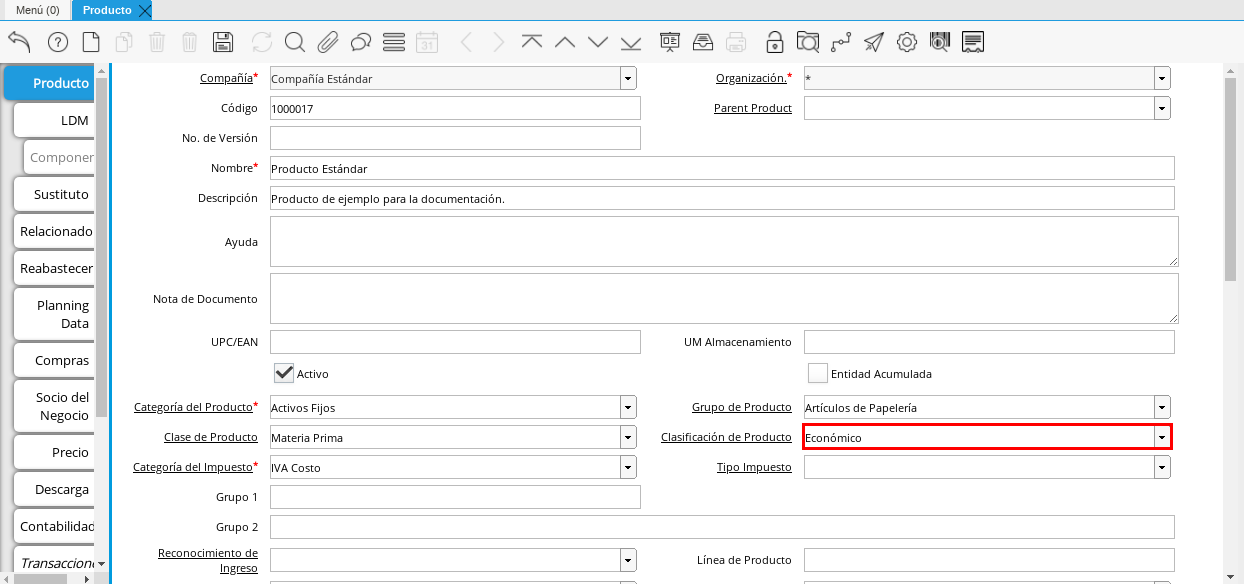 Menú (0) Producto
31
Producto
LDM
Componen
Sustituto
Relacionado
Reabastecer
Planning
Data
Compras
Socio del
Negocio
Precio
Descarga
Contabilidad
Transaccione
Compañía* Compañía Estándar Organización.* *
Código 1000017 Parent Product
No. de Versión
Nombre* Producto Estándar
Descripción Producto de ejemplo para la documentación.
Ayuda
Nota de Documento
UPC/EAN UM Almacenamiento
Activo Entidad Acumulada
Categoría del Producto* Activos Fijos Grupo de Producto Artículos de Papelería
Clase de Producto Materia Prima Clasificación de Producto Económico
Categoría del Impuesto* IVA Costo Tipo Impuesto
Grupo 1
Grupo 2
Reconocimiento de
Ingreso Línea de Producto